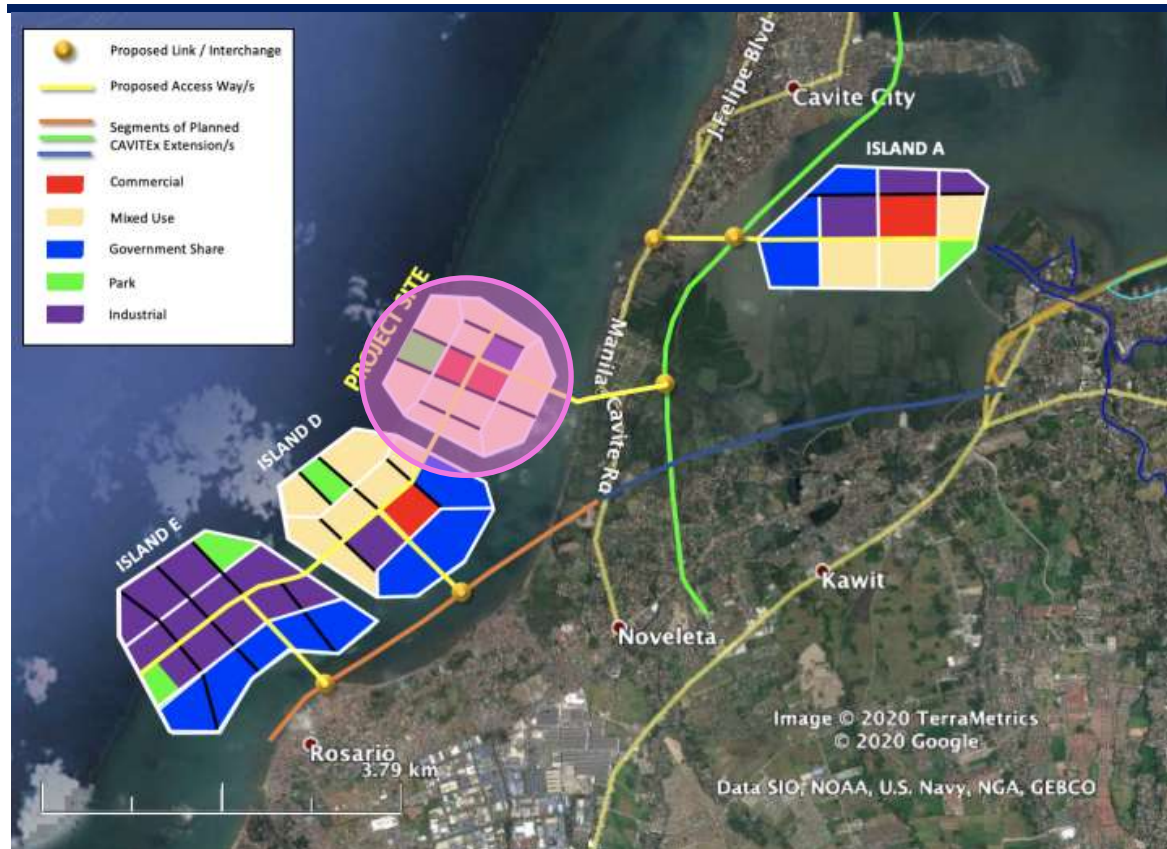 Proposed Link / Interchange
Proposed Access Way/s
Segments of Planned
CAVITEx Extension/s
Commercial
Mixed Use
Government Share
Park
Industrial
J.Felipe Blvd
Cavite City
ISLAND A
PROJECT SITE
Manila Cavite Rd
ISLAND D
ISLAND E
Kawit
Noveleta
Rosario
3.79 km
Image © 2020 TerraMetrics
© 2020 Google
Data SIO, NOAA, U.S. Navy, NGA, GEBCO